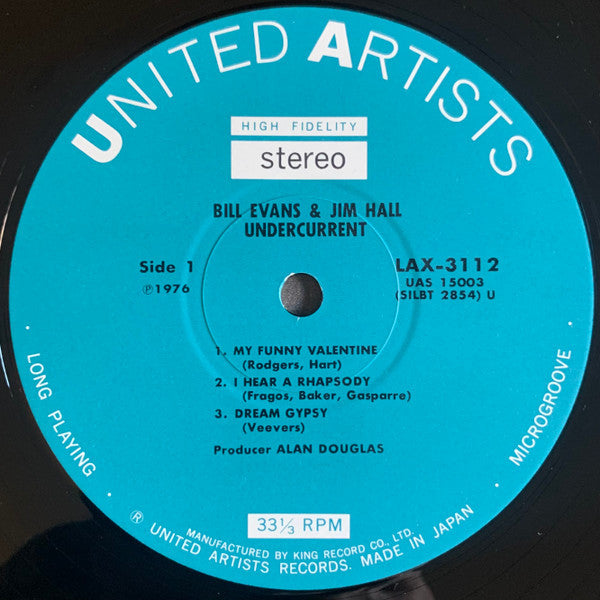 UNITED ARTISTS
HIGH FIDELITY
stereo
BILL EVANS & JIM HALL
UNDERCURRENT
Side 1
℗1976
LAX-3112
UAS 15003
(SILBT 2854) U
1. MY FUNNY VALENTINE
(Rodgers, Hart)
2. I HEAR A RHAPSODY
(Fragos, Baker, Gasparre)
3. DREAM GYPSY
(Veevers)
Producer ALAN DOUGLAS
· LONG PLAYING ·
· MICROGROOVE ·
33⅓ RPM
MANUFACTURED BY KING RECORD CO., LTD.
® UNITED ARTISTS RECORDS. MADE IN JAPAN